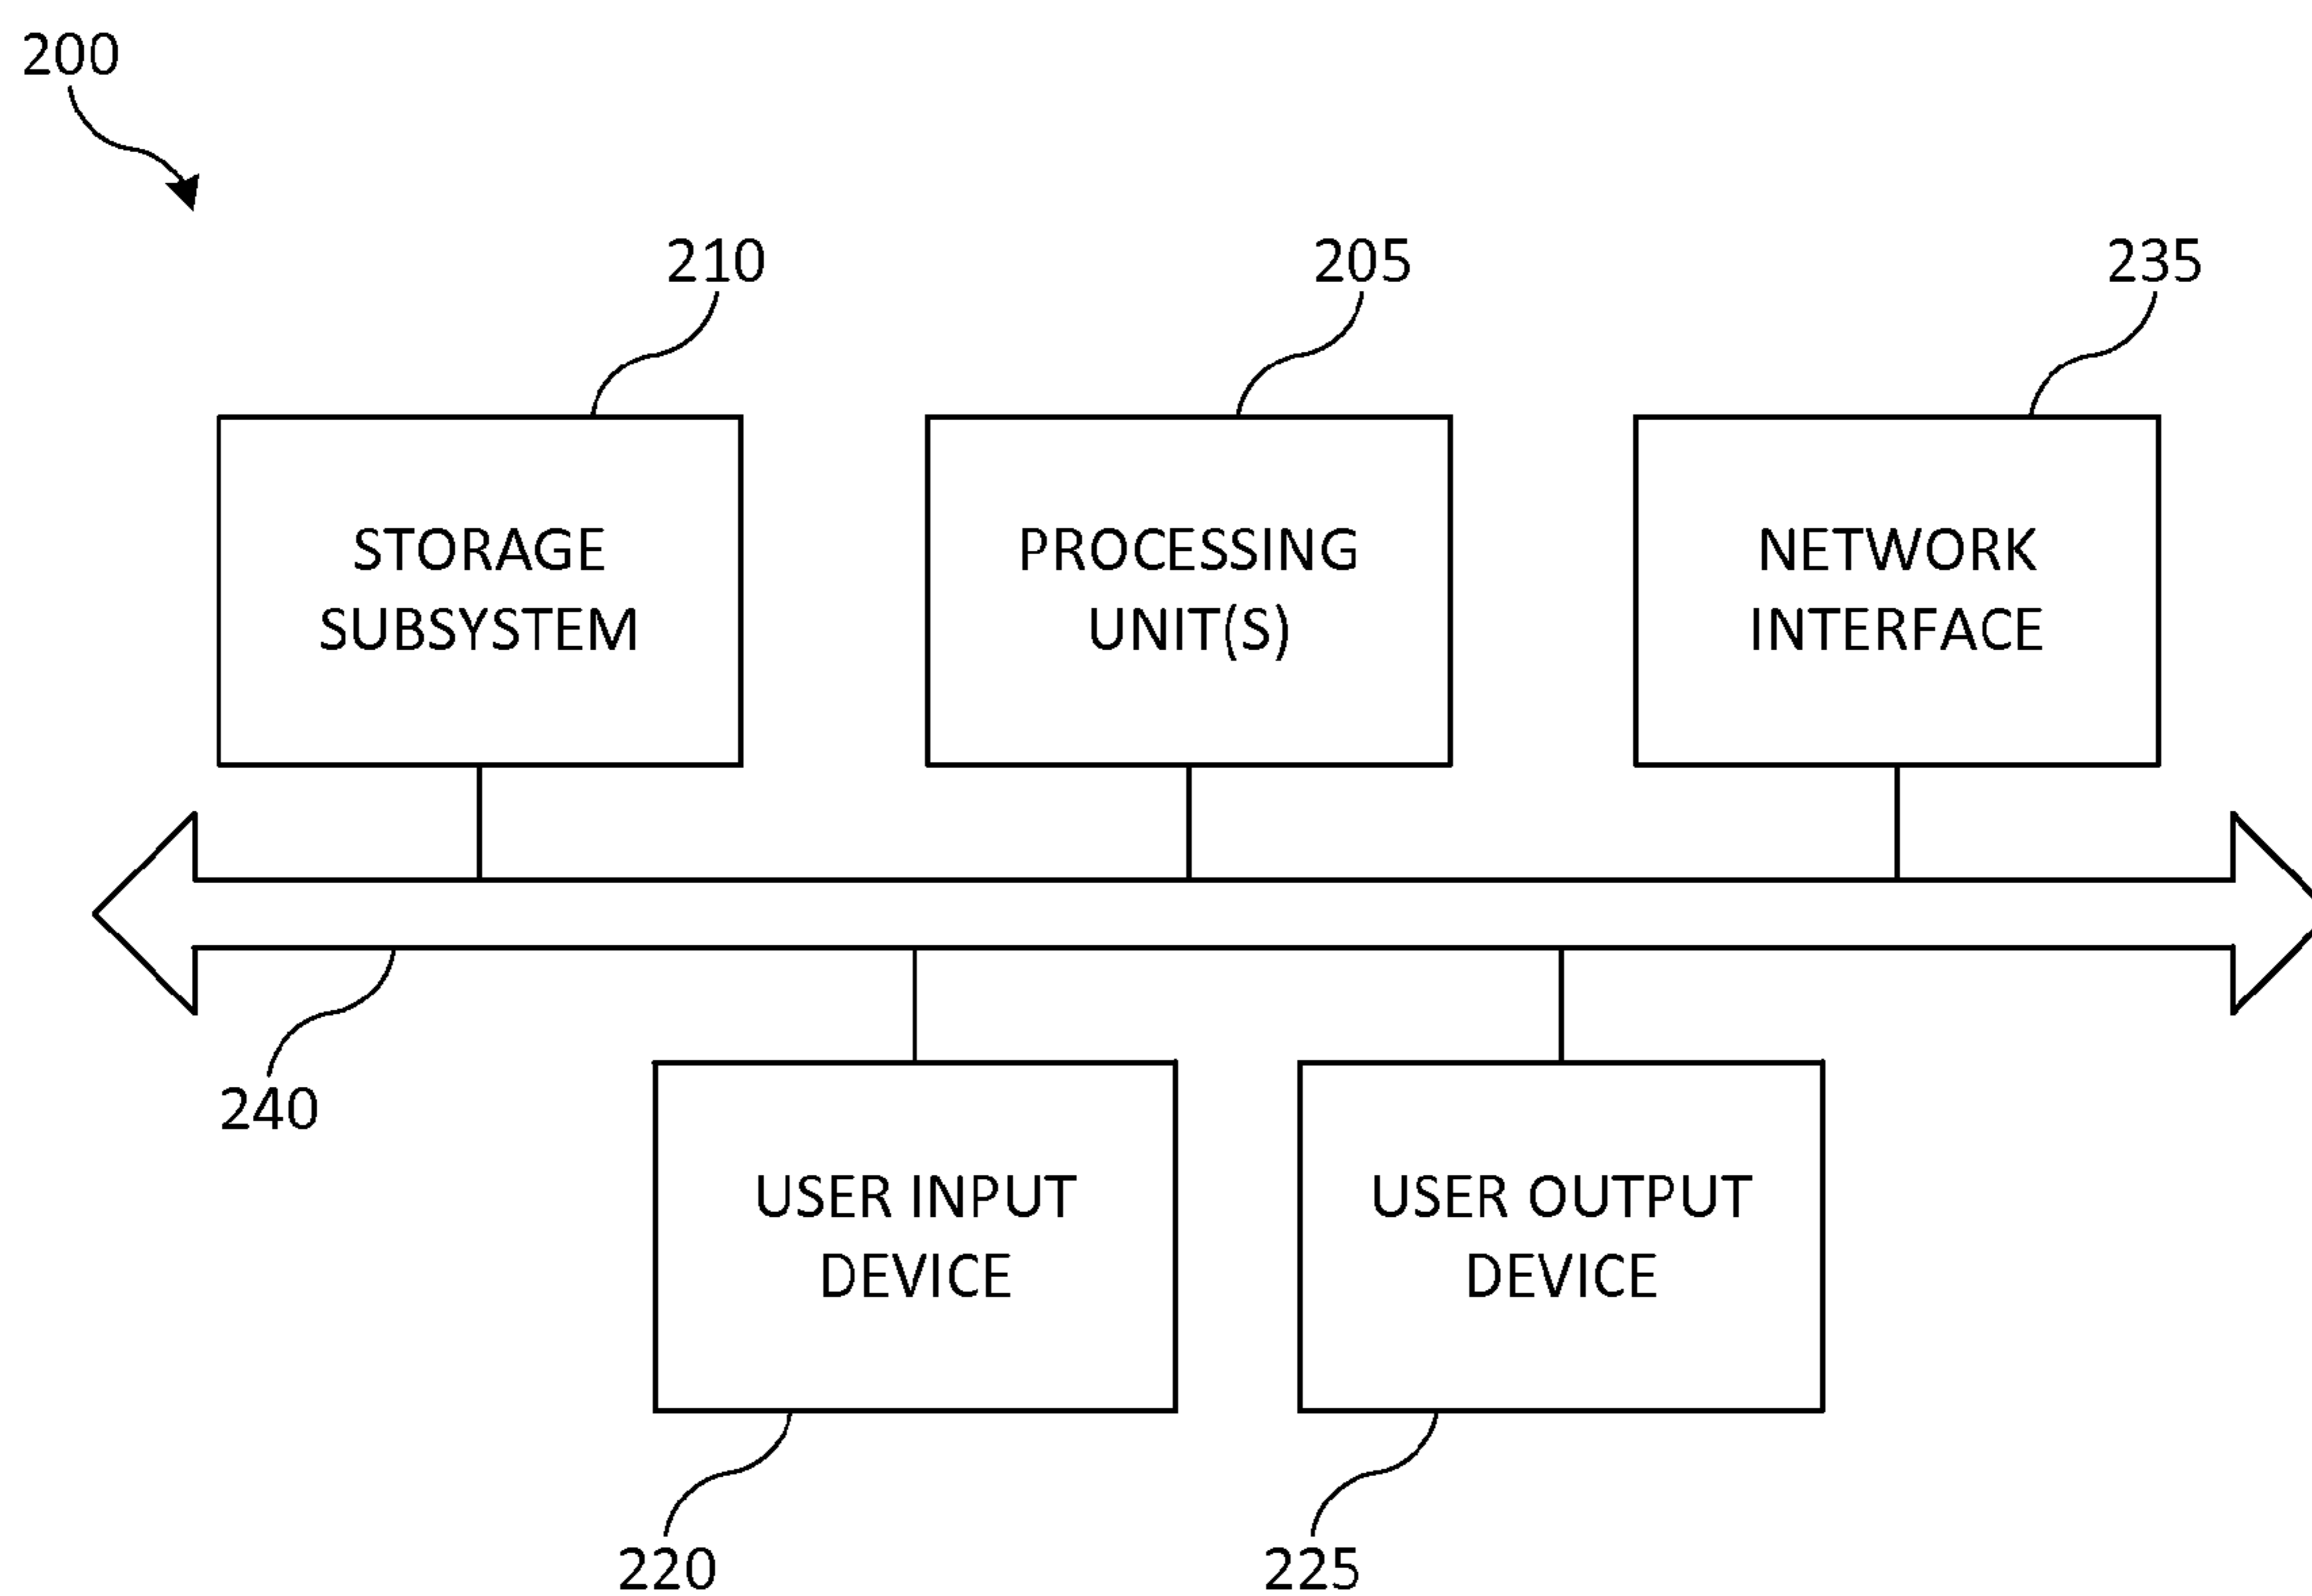 200
210
205
235
STORAGE
SUBSYSTEM
PROCESSING
UNIT(S)
NETWORK
INTERFACE
240
USER INPUT
DEVICE
USER OUTPUT
DEVICE
220
225